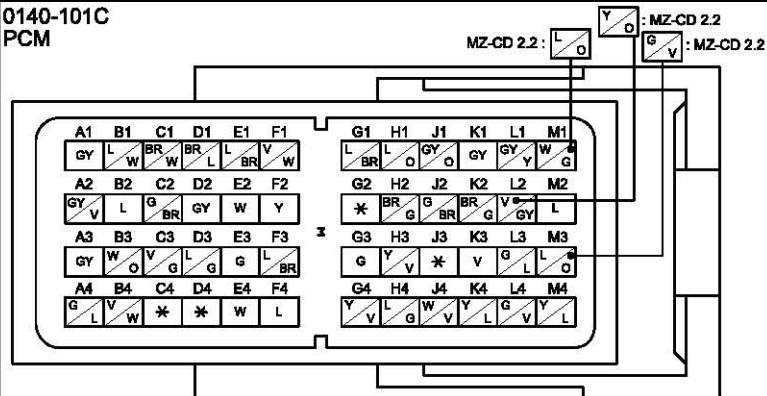 0140-101C
PCM
MZ-CD 2.2 : L O
Y O : MZ-CD 2.2
G V : MZ-CD 2.2
A1 B1 C1 D1 E1 F1 G1 H1 J1 K1 L1 M1
GY L W BR W BR L L BR V W L BR L O GY O GY GY Y W G
A2 B2 C2 D2 E2 F2 G2 H2 J2 K2 L2 M2
GY V L G BR GY W Y * BR G G BR BR G V GY L
A3 B3 C3 D3 E3 F3 G3 H3 J3 K3 L3 M3
GY W O V G L G G L BR G Y V * V G L L O
A4 B4 C4 D4 E4 F4 G4 H4 J4 K4 L4 M4
G L V W * * W L Y V L G W V Y L G V Y L